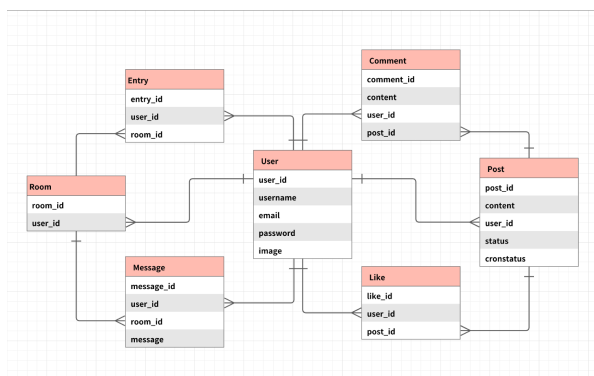 Entry
entry_id
user_id
room_id
Room
room_id
user_id
Message
message_id
user_id
room_id
message
User
user_id
username
email
password
image
Comment
comment_id
content
user_id
post_id
Like
like_id
user_id
post_id
Post
post_id
content
user_id
status
cronstatus